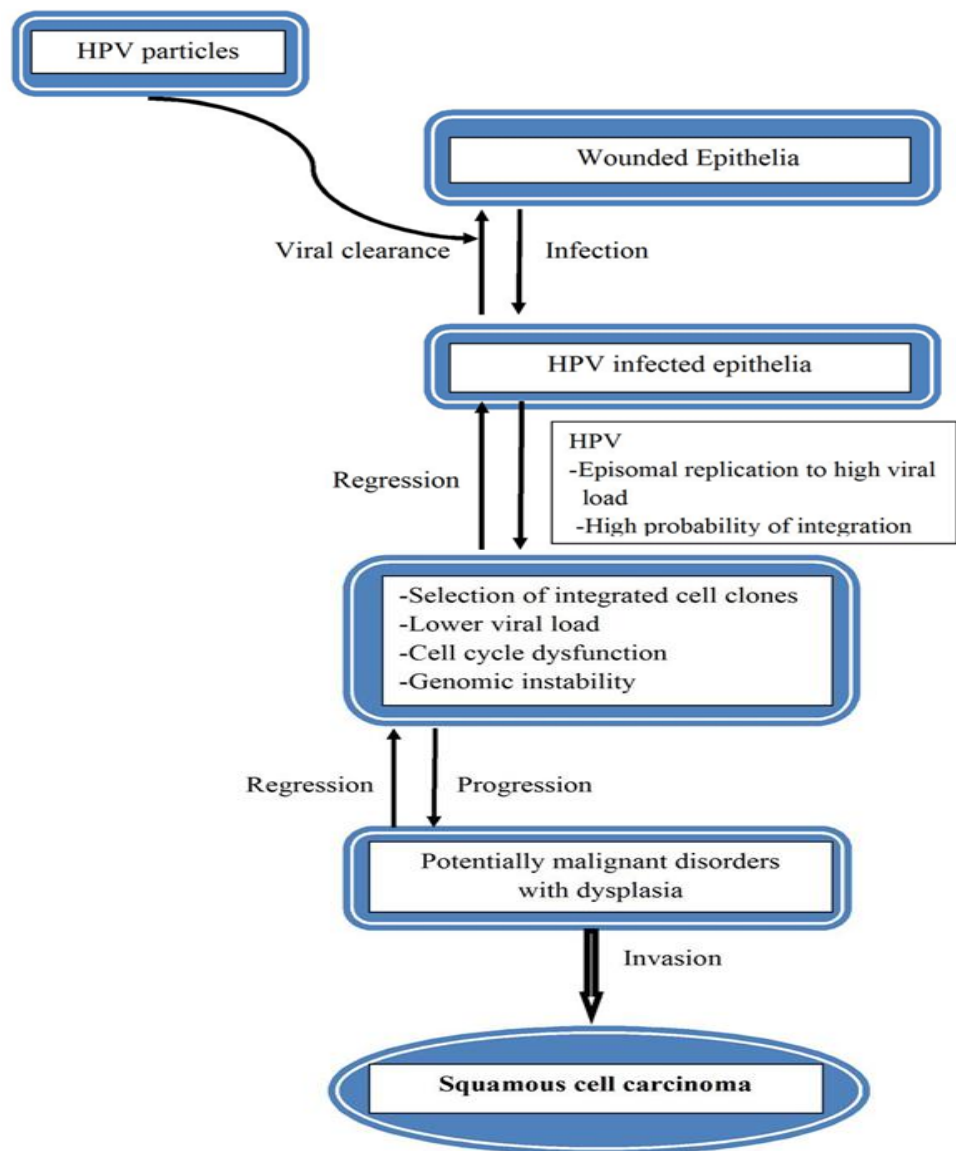 HPV particles
Wounded Epithelia
Viral clearance
Infection
HPV infected epithelia
HPV
-Episomal replication to high viral
load
-High probability of integration
Regression
-Selection of integrated cell clones
-Lower viral load
-Cell cycle dysfunction
-Genomic instability
Regression
Progression
Potentially malignant disorders
with dysplasia
Invasion
Squamous cell carcinoma